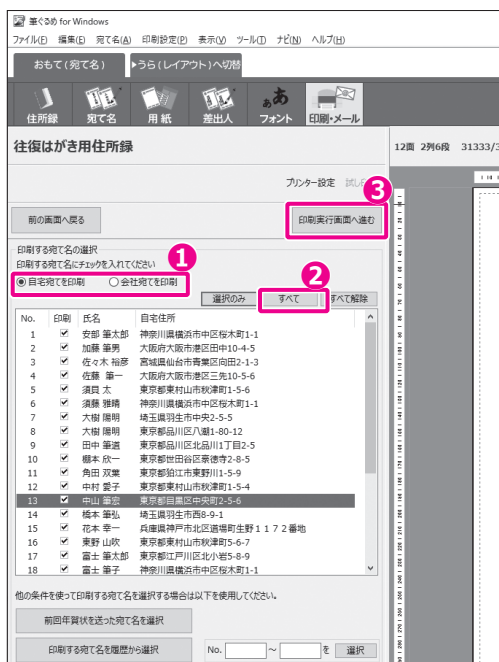 筆ぐるめ for Windows
ファイル(F) 編集(E) 宛て名(A) 印刷設定(P) 表示(V) ツール(T) ナビ(N) ヘルプ(H)
おもて(宛て名) ▶うら(レイアウト)へ切替
住所録 宛て名 用紙 差出人 フォント 印刷・メール
往復はがき用住所録
12面 2列6段 31333/3
プリンター設定 試し
3
前の画面へ戻る 印刷実行画面へ進む
印刷する宛て名の選択
印刷する宛て名にチェックを入れてください
1
自宅宛てを印刷 会社宛てを印刷
2
選択のみ すべて すべて解除
No. 印刷 氏名 自宅住所
1 安部 筆太郎 神奈川県横浜市中区桜木町1-1
2 加藤 筆男 大阪府大阪市港区田中10-4-5
3 佐々木 裕彦 宮城県仙台市青葉区向田2-1-3
4 佐藤 筆一 大阪府大阪市港区三先10-5-6
5 須貝 太 東京都東村山市秋津町1-5-6
6 須藤 雅晴 神奈川県横浜市中区桜木町1-1
7 大樹 陽明 埼玉県羽生市中央2-5-5
8 大樹 陽明 東京都品川区八潮1-80-12
9 田中 筆道 東京都品川区北品川1丁目2-5
10 棚本 欣一 東京都世田谷区豪徳寺2-8-5
11 角田 双葉 東京都狛江市東野川1-5-9
12 中村 愛子 東京都東村山市秋津町1-5-4
13 中山 筆宏 東京都目黒区中央町2-5-6
14 橋本 筆弘 埼玉県羽生市西8-9-1
15 花本 幸一 兵庫県神戸市北区道場町生野1172番地
16 東野 山吹 東京都東村山市秋津町5-6-7
17 富士 筆太郎 東京都江戸川区北小岩5-8-9
18 富士 筆子 神奈川県横浜市中区桜木町1-1
他の条件を使って印刷する宛て名を選択する場合は以下を使用してください。
前回年賀状を送った宛て名を選択
印刷する宛て名を履歴から選択 No. ～ を 選択